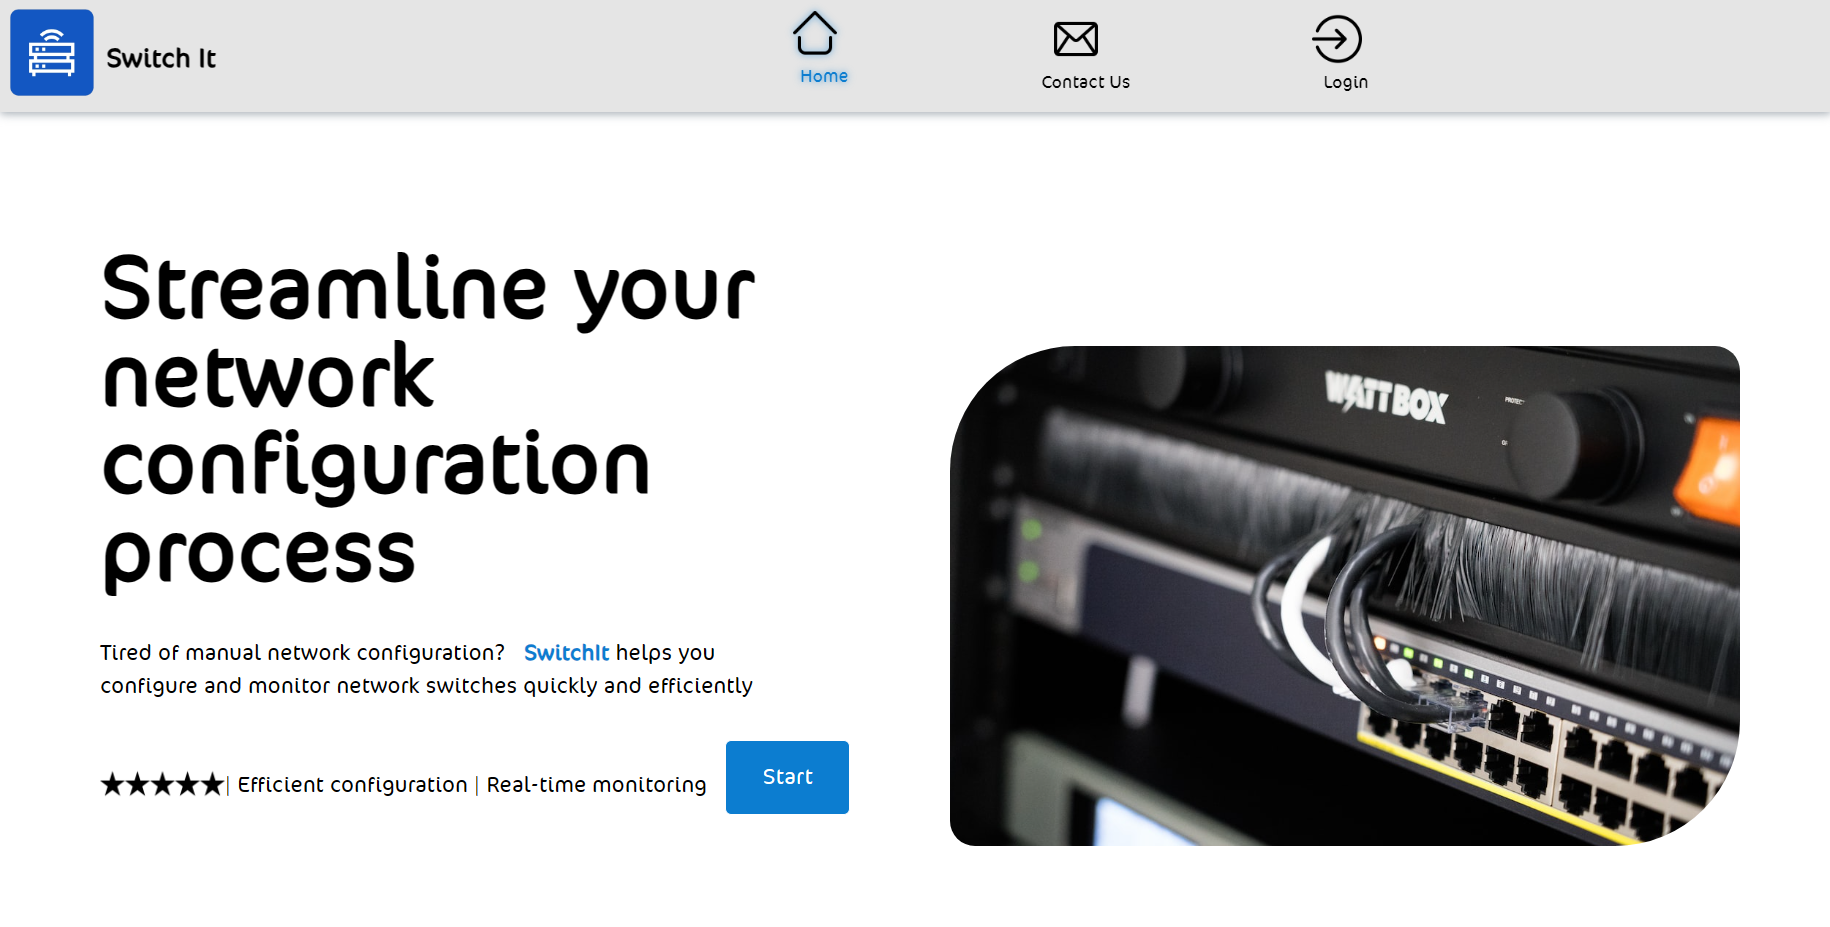 Switch It
Home
Contact Us
Login
Streamline your
network
configuration
process
Tired of manual network configuration? SwitchIt helps you
configure and monitor network switches quickly and efficiently
★★★★★| Efficient configuration | Real-time monitoring
Start
WATTBOX